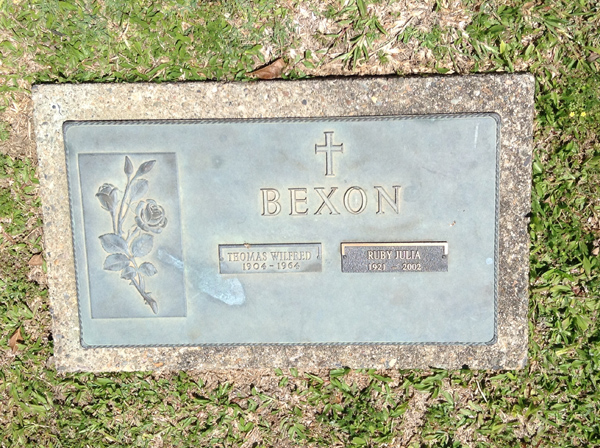 BEXON
THOMAS WILFRED
1904 - 1964
RUBY JULIA
1921 - 2002